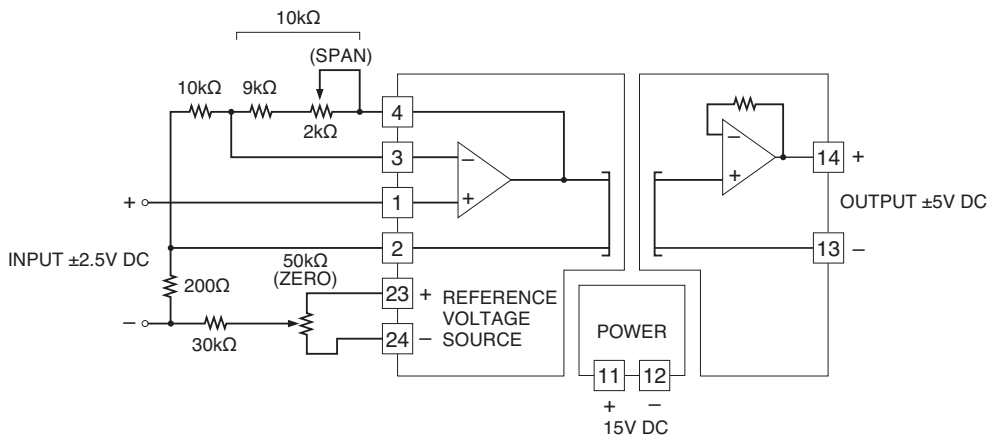 10kΩ
(SPAN)
10kΩ 9kΩ
2kΩ
4
3
1
2
+
INPUT ±2.5V DC
−
200Ω
30kΩ
50kΩ
(ZERO)
23 +
24 −
REFERENCE
VOLTAGE
SOURCE
−
+
−
+
14 +
OUTPUT ±5V DC
13 −
POWER
11 12
+ −
15V DC